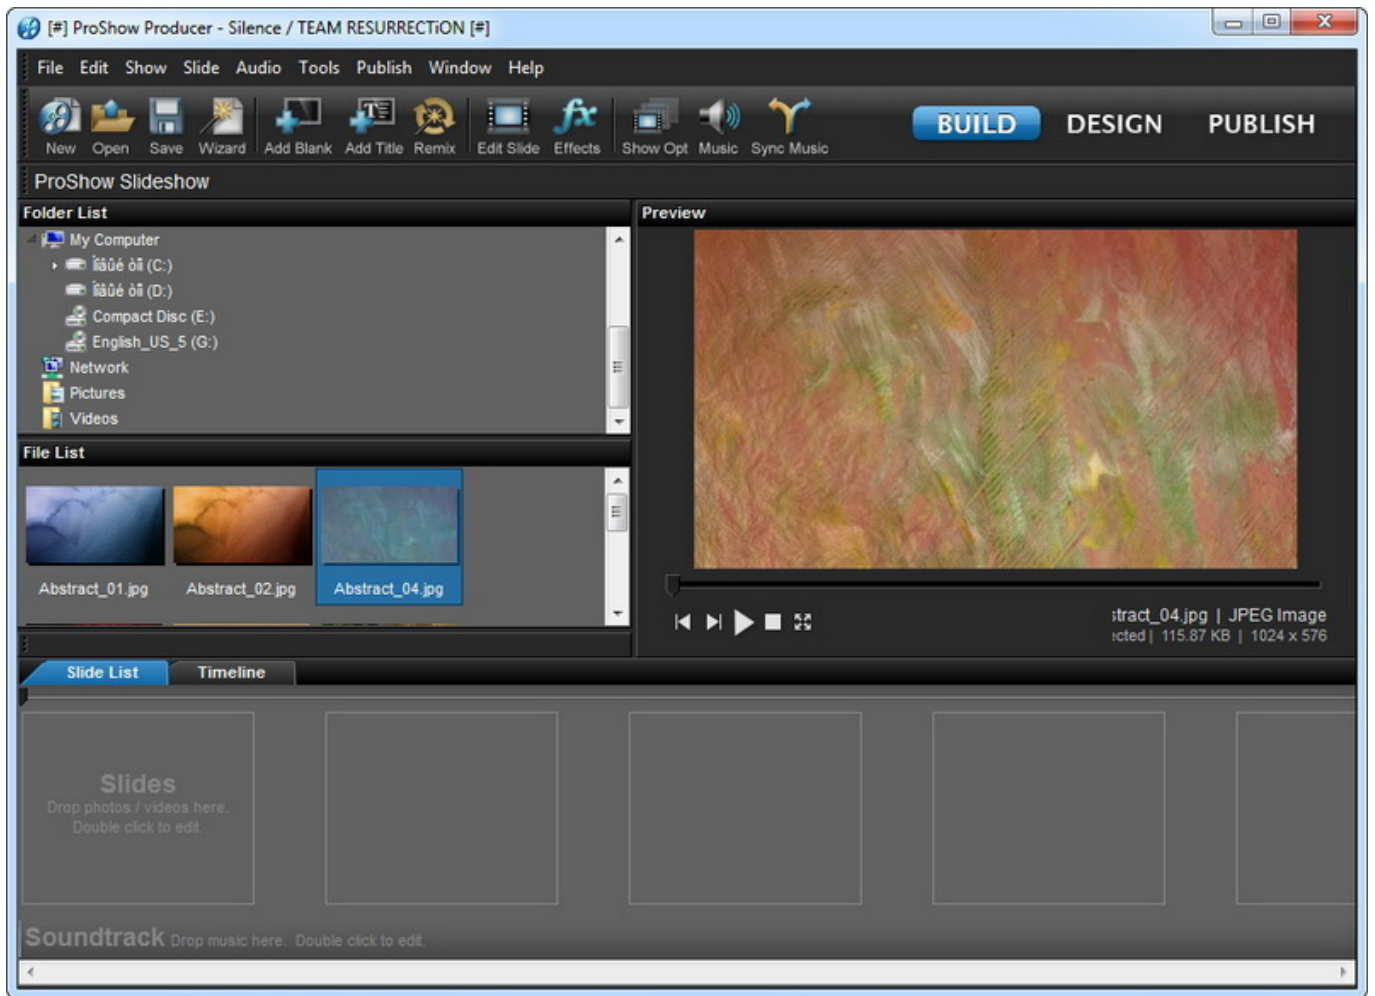 [#] ProShow Producer - Silence / TEAM RESURRECTiON [#]
File Edit Show Slide Audio Tools Publish Window Help
New Open Save Wizard Add Blank Add Title Remix Edit Slide Effects Show Opt Music Sync Music BUILD DESIGN PUBLISH
ProShow Slideshow
Folder List
My Computer
(C:)
(D:)
Compact Disc (E:)
English_US_5 (G:)
Network
Pictures
Videos
File List
Abstract_01.jpg Abstract_02.jpg Abstract_04.jpg
Preview
stract_04.jpg | JPEG Image
cted | 115.87 KB | 1024 x 576
Slide List Timeline
Slides
Drop photos / videos here.
Double click to edit.
Soundtrack Drop music here. Double click to edit.